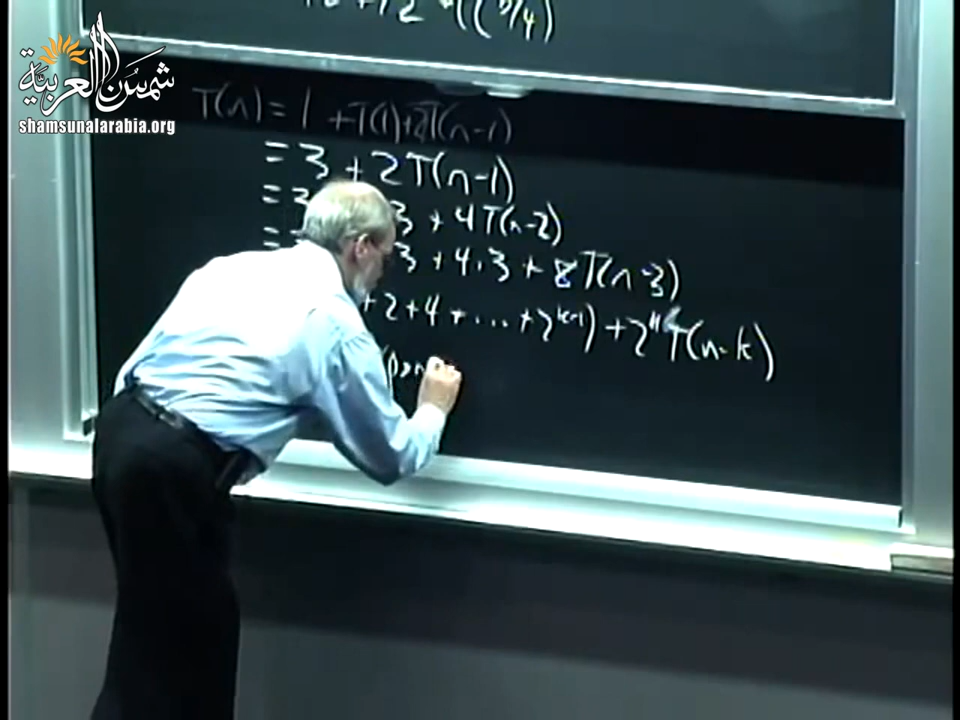 شمس العربية
shamsunalarabia.org
T(n) = 1 + T(1) + 2T(n-1)
= 3 + 2T(n-1)
= 3 + 4T(n-2)
= 3 + 4.3 + 8T(n-3)
+ 2 + 4 + ... + 2^{k-1}) + 2^k T(n-k)